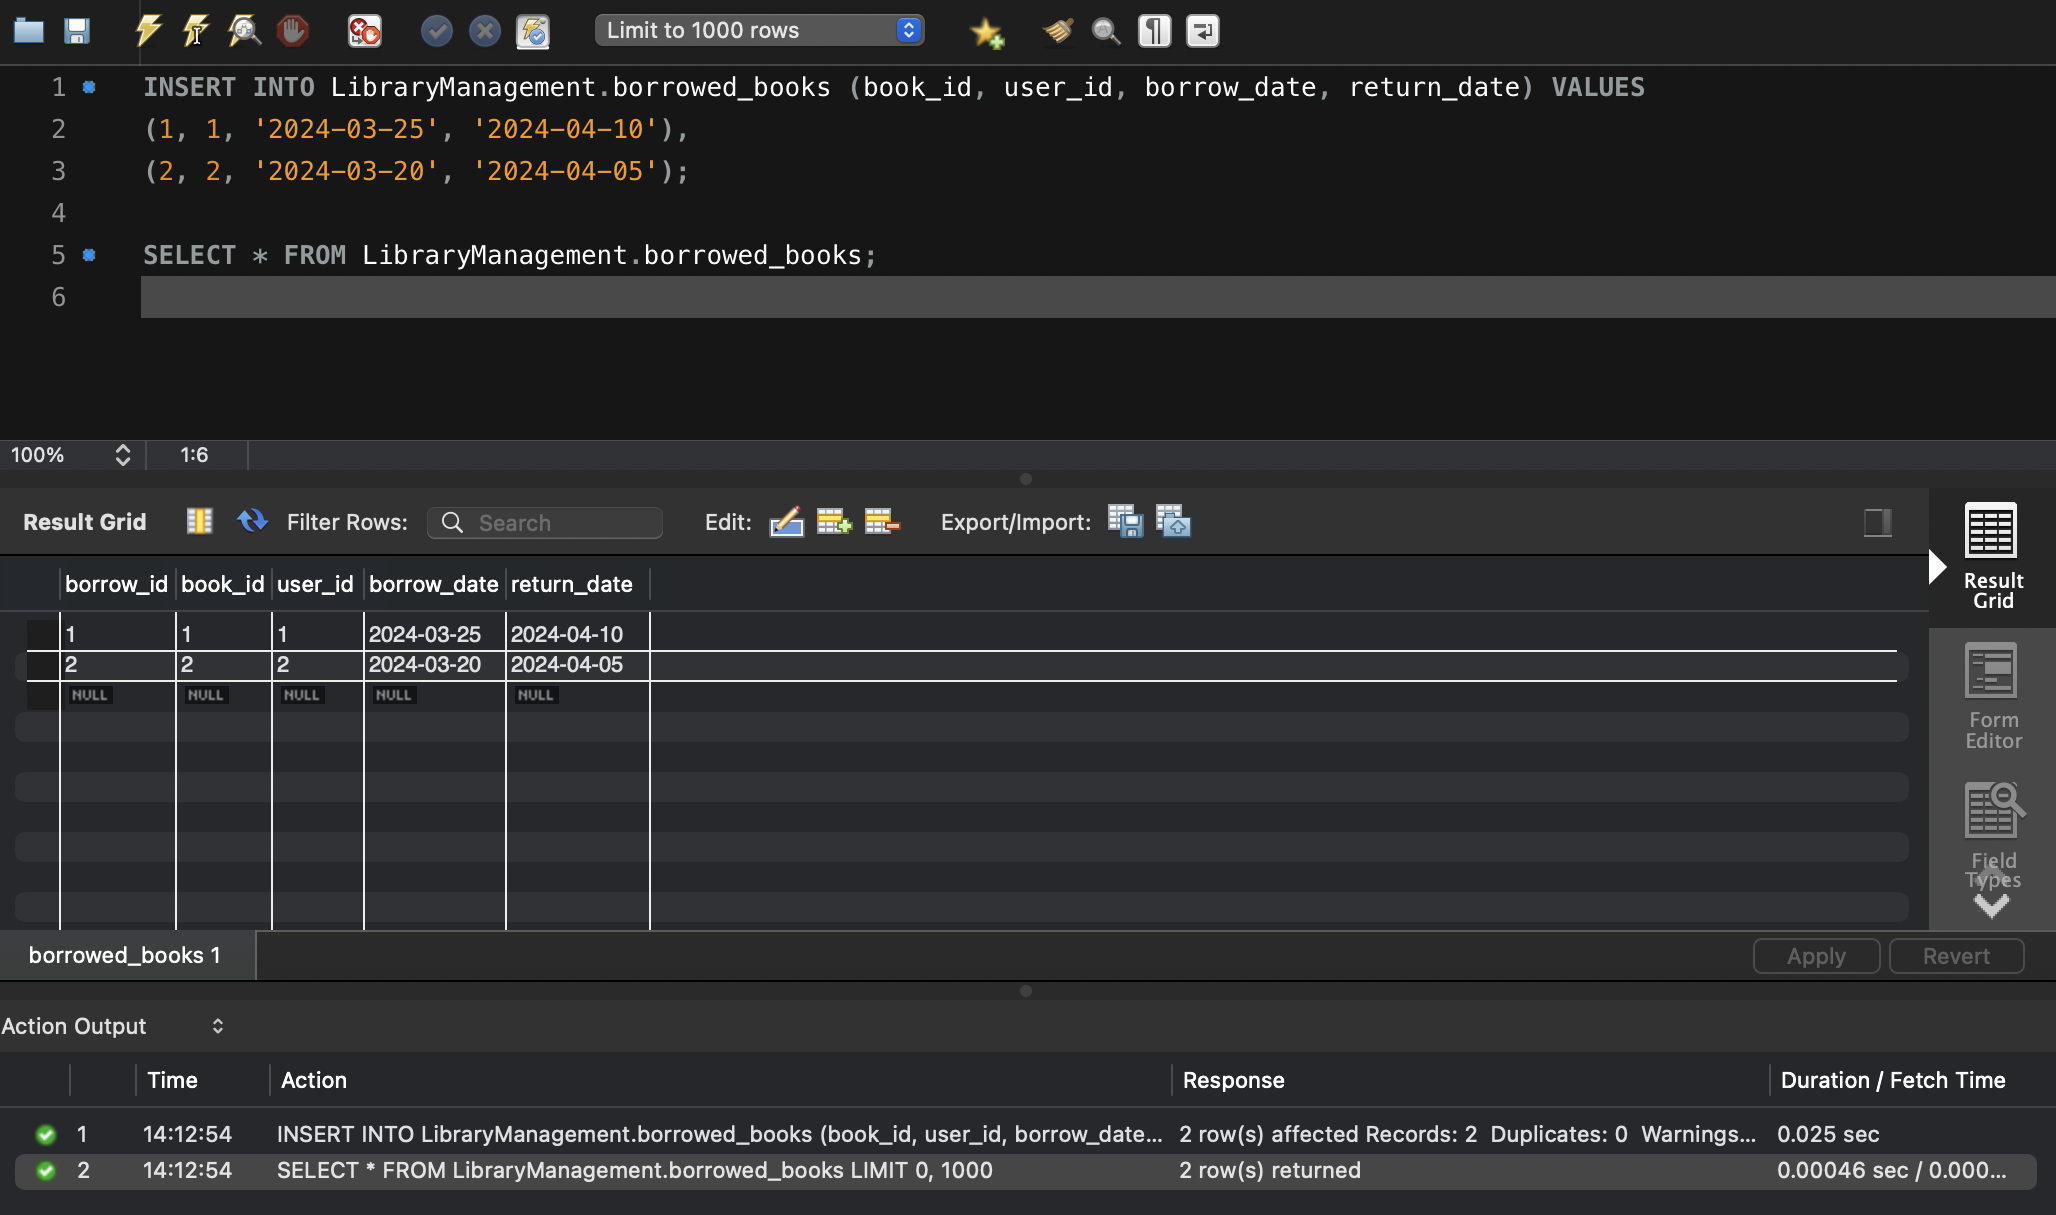 Limit to 1000 rows
1 INSERT INTO LibraryManagement.borrowed_books (book_id, user_id, borrow_date, return_date) VALUES
2 (1, 1, '2024-03-25', '2024-04-10'),
3 (2, 2, '2024-03-20', '2024-04-05');
4
5 SELECT * FROM LibraryManagement.borrowed_books;
6
100% 1:6
Result Grid Filter Rows: Search Edit: Export/Import:
borrow_id book_id user_id borrow_date return_date
1 1 1 2024-03-25 2024-04-10
2 2 2 2024-03-20 2024-04-05
NULL NULL NULL NULL NULL
Result
Grid
Form
Editor
Field
Types
borrowed_books 1 Apply Revert
Action Output
Time Action Response Duration / Fetch Time
1 14:12:54 INSERT INTO LibraryManagement.borrowed_books (book_id, user_id, borrow_date... 2 row(s) affected Records: 2 Duplicates: 0 Warnings... 0.025 sec
2 14:12:54 SELECT * FROM LibraryManagement.borrowed_books LIMIT 0, 1000 2 row(s) returned 0.00046 sec / 0.000...